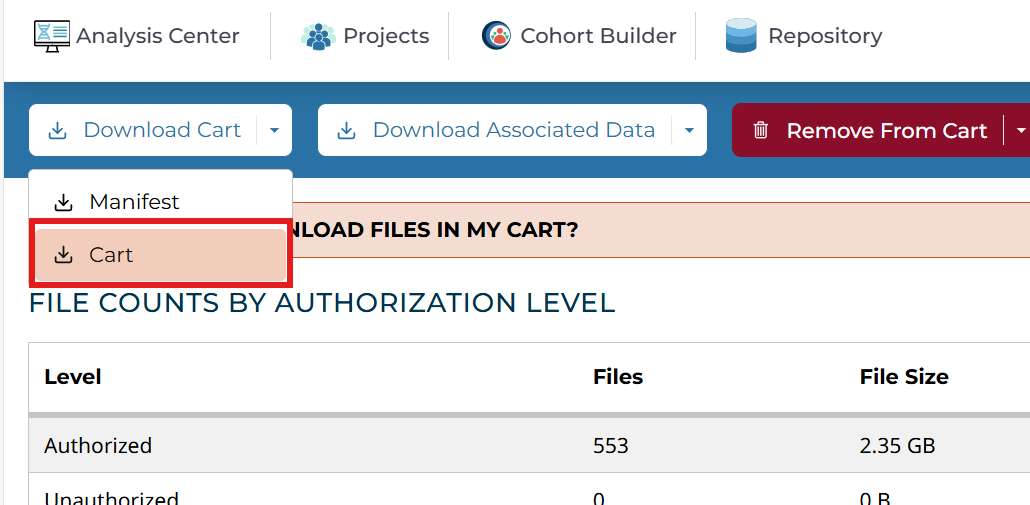 Analysis Center Projects Cohort Builder Repository
Download Cart Download Associated Data Remove From Cart
Manifest
NLOAD FILES IN MY CART?
Cart
FILE COUNTS BY AUTHORIZATION LEVEL
Level Files File Size
Authorized 553 2.35 GB
Unauthorized 0 0 B